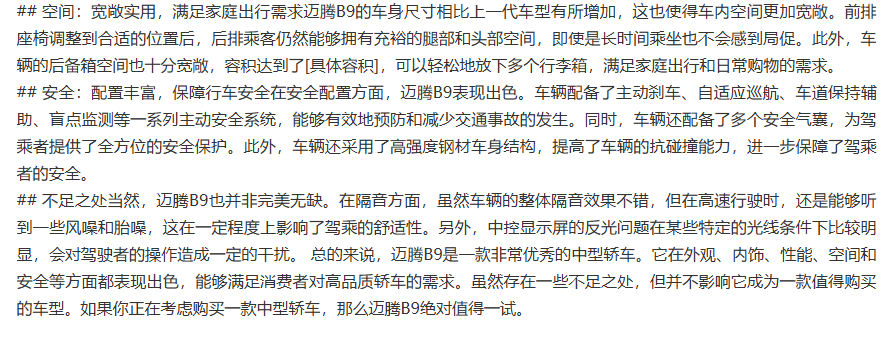 ## 空间：宽敞实用，满足家庭出行需求迈腾B9的车身尺寸相比上一代车型有所增加，这也使得车内空间更加宽敞。前排
座椅调整到合适的位置后，后排乘客仍然能够拥有充裕的腿部和头部空间，即使是长时间乘坐也不会感到局促。此外，车
辆的后备箱空间也十分宽敞，容积达到了[具体容积]，可以轻松地放下多个行李箱，满足家庭出行和日常购物的需求。
## 安全：配置丰富，保障行车安全在安全配置方面，迈腾B9表现出色。车辆配备了主动刹车、自适应巡航、车道保持辅
助、盲点监测等一系列主动安全系统，能够有效地预防和减少交通事故的发生。同时，车辆还配备了多个安全气囊，为驾
乘者提供了全方位的安全保护。此外，车辆还采用了高强度钢材车身结构，提高了车辆的抗碰撞能力，进一步保障了驾乘
者的安全。
## 不足之处当然，迈腾B9也并非完美无缺。在隔音方面，虽然车辆的整体隔音效果不错，但在高速行驶时，还是能够听
到一些风噪和胎噪，这在一定程度上影响了驾乘的舒适性。另外，中控显示屏的反光问题在某些特定的光线条件下比较明
显，会对驾驶者的操作造成一定的干扰。 总的来说，迈腾B9是一款非常优秀的中型轿车。它在外观、内饰、性能、空间和
安全等方面都表现出色，能够满足消费者对高品质轿车的需求。虽然存在一些不足之处，但并不影响它成为一款值得购买
的车型。如果你正在考虑购买一款中型轿车，那么迈腾B9绝对值得一试。